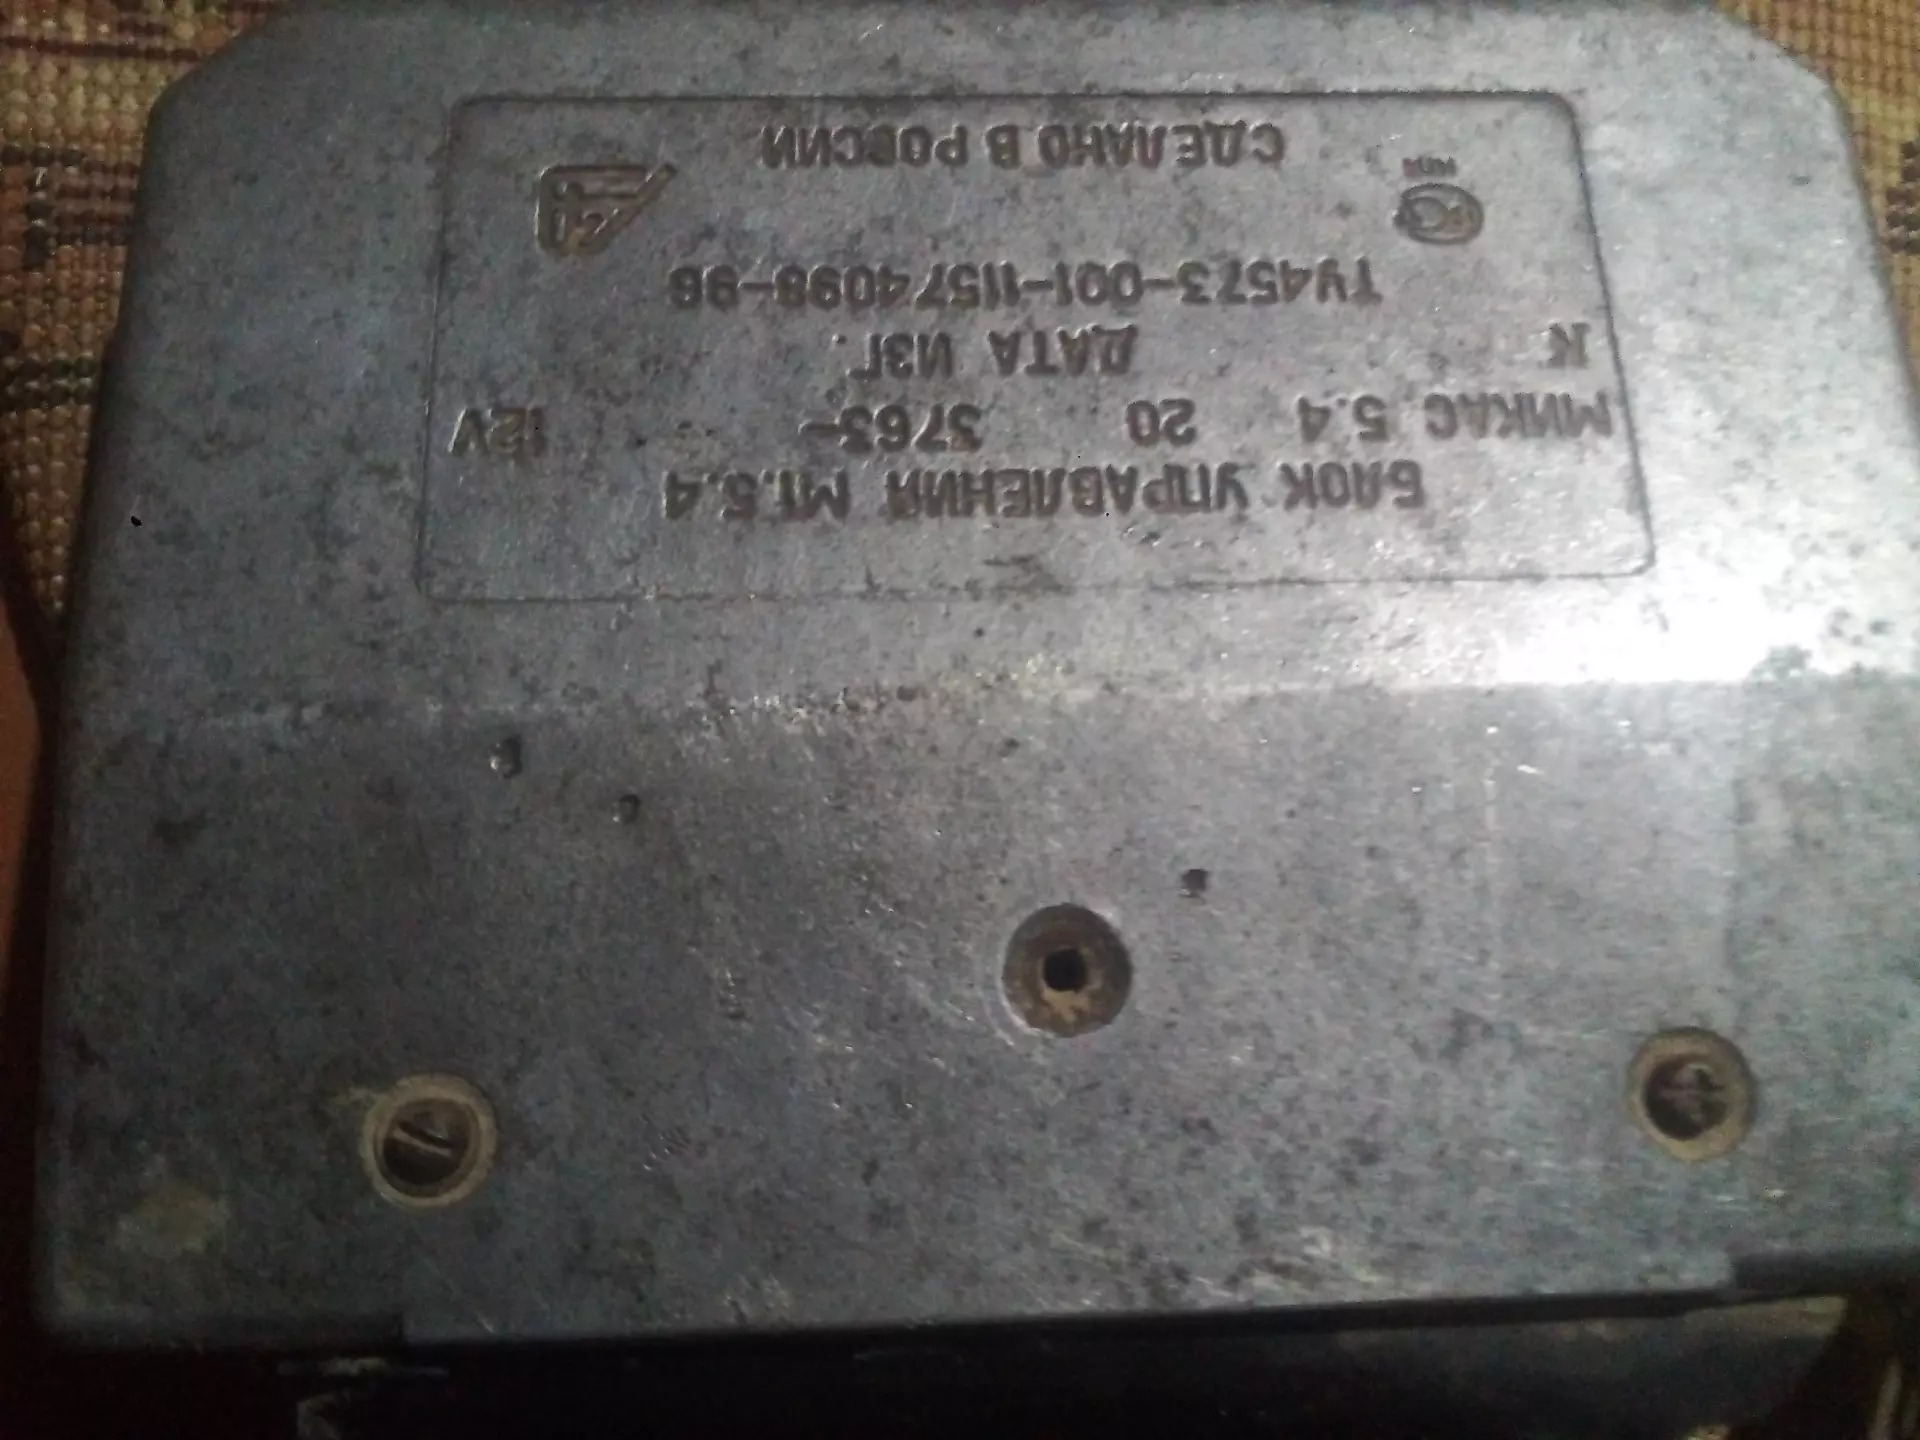 БЛОК УПРАВЛЕНИЯ М1.5.4
МИКАС 5.4 20 3763- 12V
N ДАТА ИЗГ.
ТУ4573-001-11574098-96
СДЕЛАНО В РОССИИ